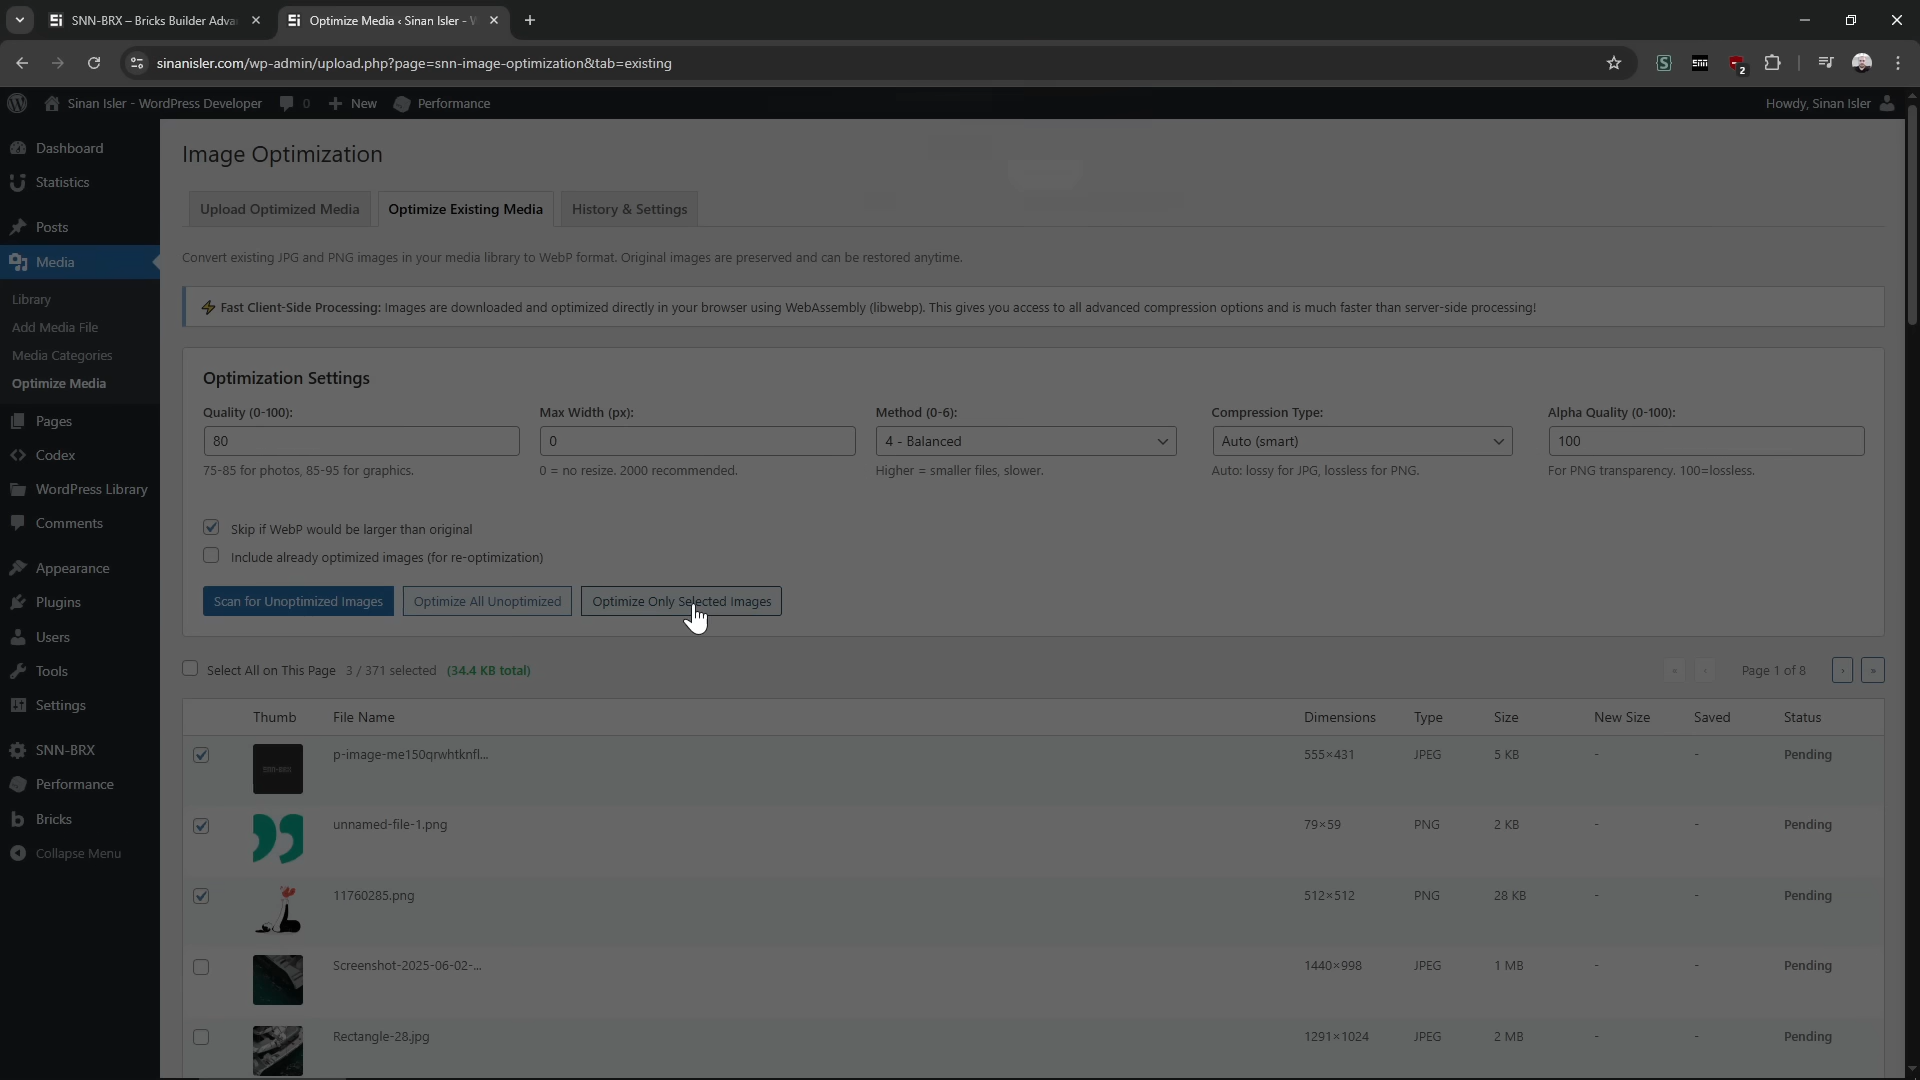 SNN-BRX – Bricks Builder Adva
Optimize Media ‹ Sinan Isler - W
sinanisler.com/wp-admin/upload.php?page=snn-image-optimization&tab=existing
snn
2
Sinan Isler - WordPress Developer
0
New
Performance
Howdy, Sinan Isler
Dashboard
Statistics
Posts
Media
Library
Add Media File
Media Categories
Optimize Media
Pages
Codex
WordPress Library
Comments
Appearance
Plugins
Users
Tools
Settings
SNN-BRX
Performance
Bricks
Collapse Menu
Image Optimization
Upload Optimized Media
Optimize Existing Media
History & Settings
Convert existing JPG and PNG images in your media library to WebP format. Original images are preserved and can be restored anytime.
Fast Client-Side Processing: Images are downloaded and optimized directly in your browser using WebAssembly (libwebp). This gives you access to all advanced compression options and is much faster than server-side processing!
Optimization Settings
Quality (0-100): Max Width (px): Method (0-6): Compression Type: Alpha Quality (0-100):
80 0 4 - Balanced Auto (smart) 100
75-85 for photos, 85-95 for graphics. 0 = no resize. 2000 recommended. Higher = smaller files, slower. Auto: lossy for JPG, lossless for PNG. For PNG transparency. 100=lossless.
Skip if WebP would be larger than original
Include already optimized images (for re-optimization)
Scan for Unoptimized Images Optimize All Unoptimized Optimize Only Selected Images
Select All on This Page 3 / 371 selected (34.4 KB total) « ‹ Page 1 of 8 › »
Thumb File Name Dimensions Type Size New Size Saved Status
SNN-BRX p-image-me150qrwhtknfl... 555×431 JPEG 5 KB - - Pending
unnamed-file-1.png 79×59 PNG 2 KB - - Pending
11760285.png 512×512 PNG 28 KB - - Pending
Screenshot-2025-06-02-... 1440×998 JPEG 1 MB - - Pending
Rectangle-28.jpg 1291×1024 JPEG 2 MB - - Pending